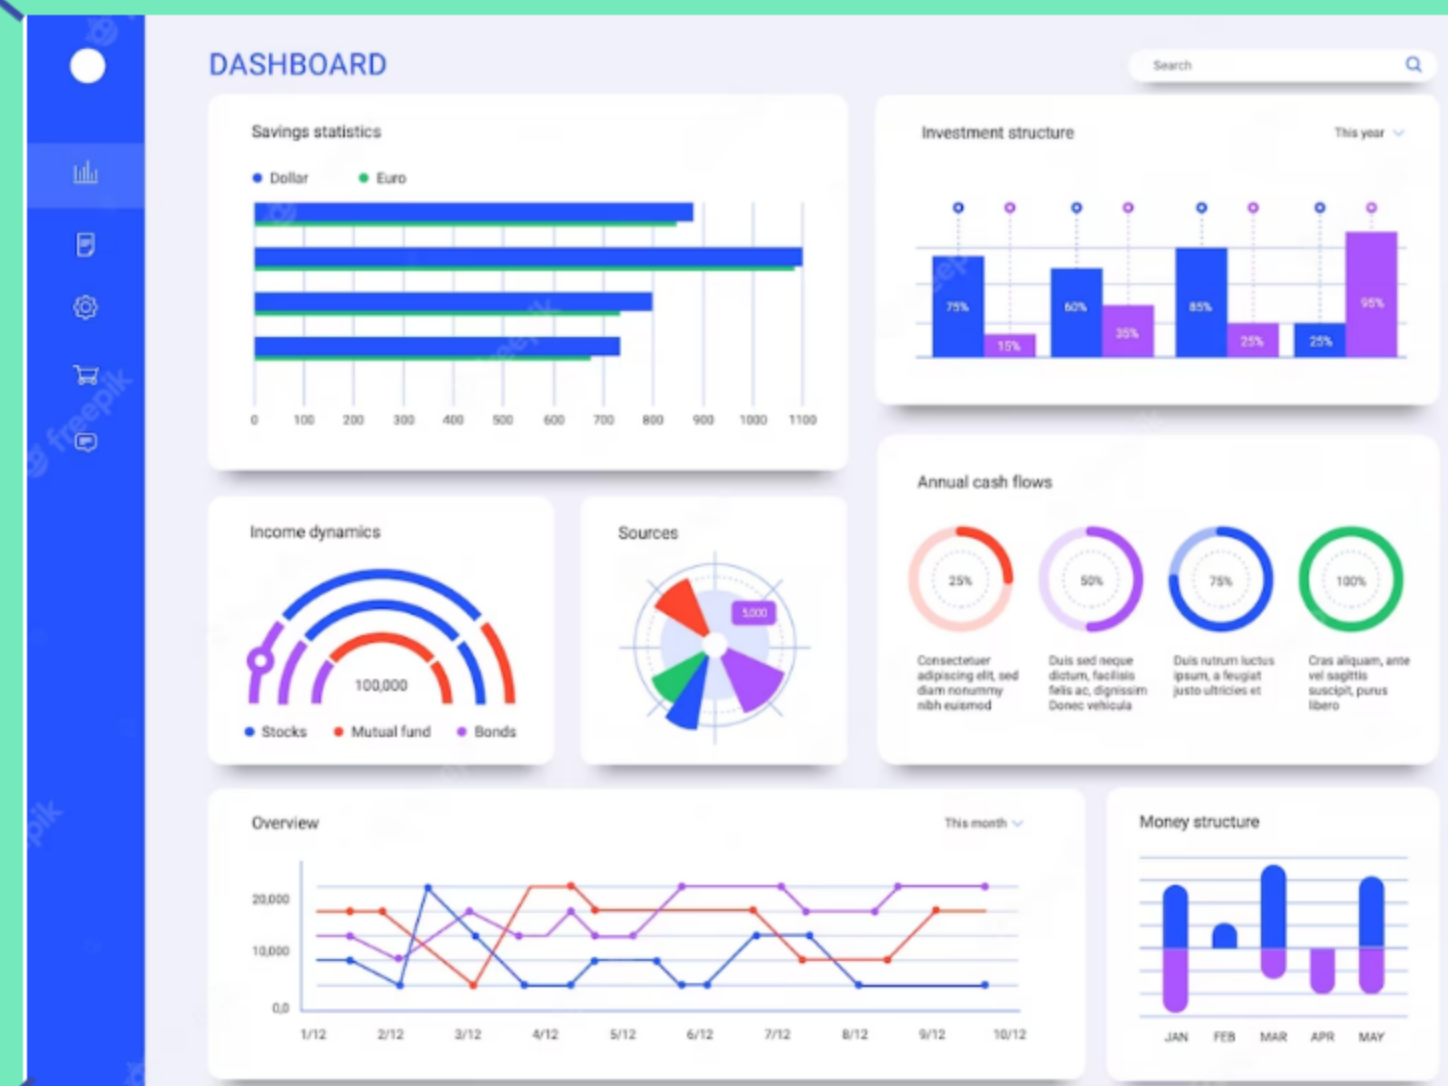 DASHBOARD
Search
Savings statistics
Dollar Euro
0 100 200 300 400 500 600 700 800 900 1000 1100
Investment structure
This year
75% 15% 60% 35% 85% 25% 25% 95%
Income dynamics
100,000
Stocks Mutual fund Bonds
Sources
5,000
Annual cash flows
25%
Consectetuer
adipiscing elit, sed
diam nonummy
nibh euismod
50%
Duis sed neque
dictum, facilisis
felis ac, dignissim
Donec vehicula
75%
Duis rutrum luctus
ipsum, a feugiat
justo ultricies et
100%
Cras aliquam, ante
vel sagittis
suscipit, purus
libero
Overview
This month
20,000
10,000
0,0
1/12 2/12 3/12 4/12 5/12 6/12 7/12 8/12 9/12 10/12
Money structure
JAN FEB MAR APR MAY
freepik
freepik
freepik